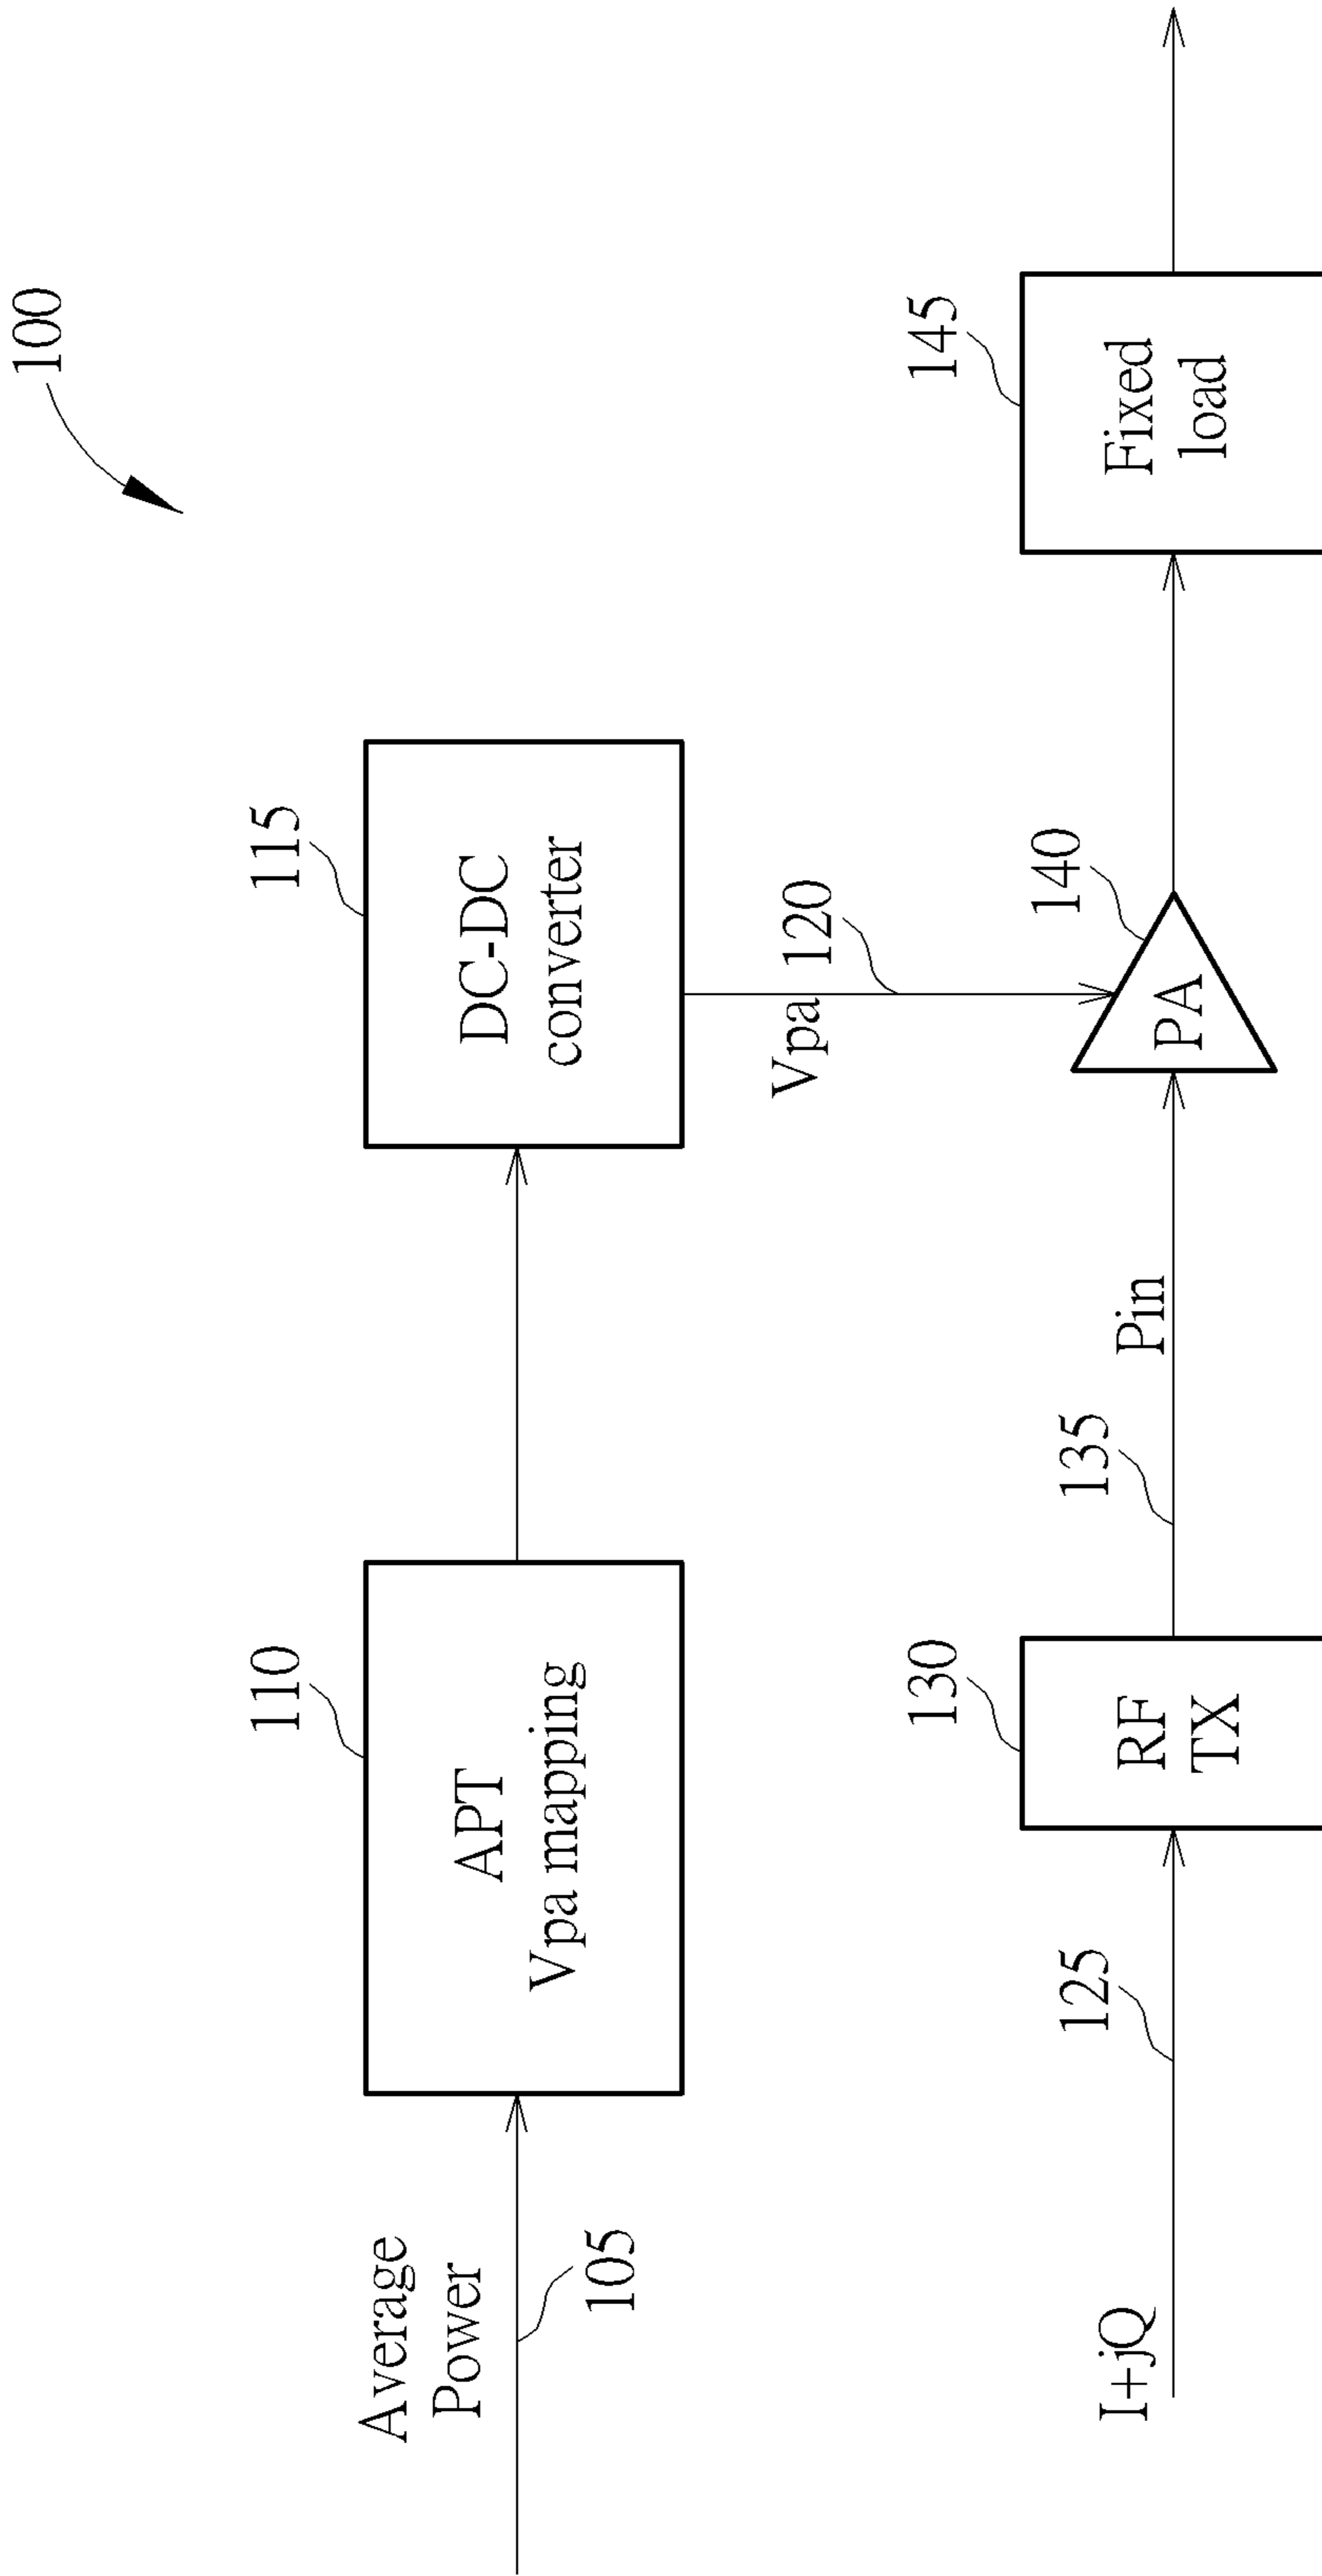 100
Average
Power
105
110
APT
Vpa mapping
115
DC-DC
converter
Vpa
120
I+jQ
125
130
RF
TX
135
Pin
140
PA
145
Fixed
load